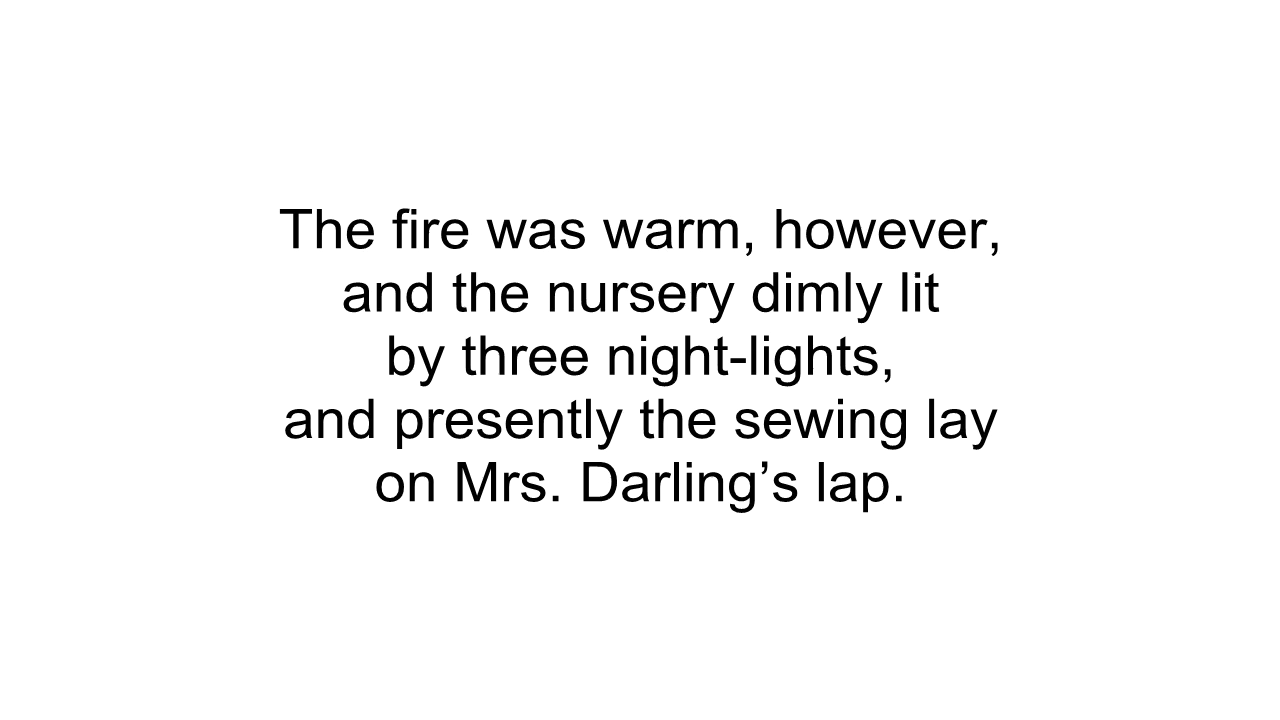 The fire was warm, however,
and the nursery dimly lit
by three night-lights,
and presently the sewing lay
on Mrs. Darling’s lap.